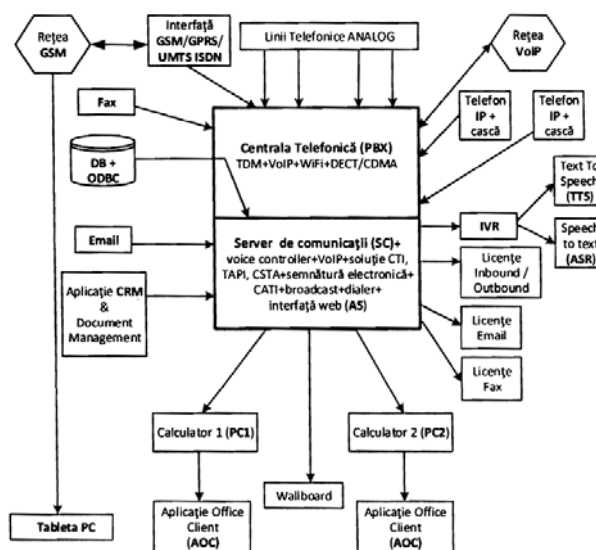 Rețea
GSM
Interfață
GSM/GPRS/
UMTS ISDN
Linii Telefonice ANALOG
Rețea
VoIP
Fax
Telefon
IP +
cască
Telefon
IP +
cască
Centrala Telefonică (PBX)
TDM+VoIP+WiFi+DECT/CDMA
DB +
ODBC
Text To
Speech
(TTS)
Email
Server de comunicații (SC)+
voice controller+VoIP+soluție CTI,
TAPI, CSTA+semnătură electronică+
CATI+broadcast+dialer+
interfață web (AS)
IVR
Speech
to text
(ASR)
Licențe
Inbound /
Outbound
Aplicație CRM
&
Document
Management
Licențe
Email
Licențe
Fax
Calculator 1 (PC1)
Calculator 2 (PC2)
Wallboard
Tableta PC
Aplicație Office
Client
(AOC)
Aplicație Office
Client
(AOC)